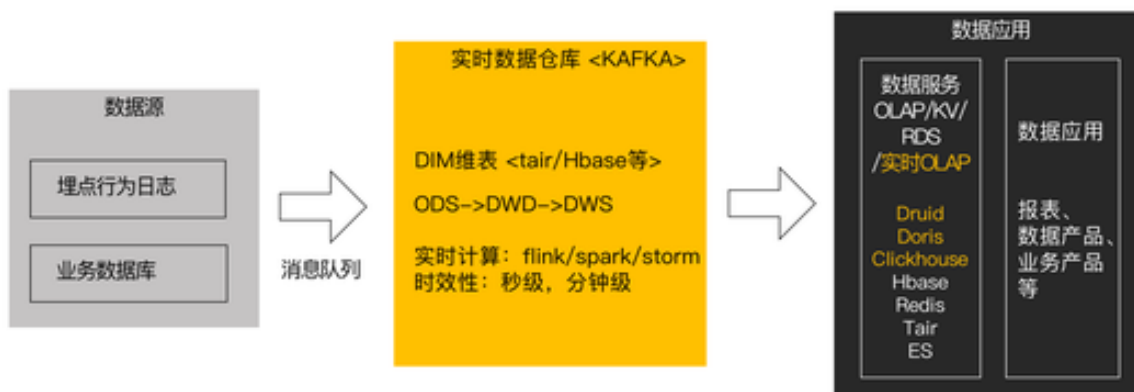 数据源
埋点行为日志
业务数据库
消息队列
实时数据仓库 <KAFKA>
DIM维表 <tair/Hbase等>
ODS->DWD->DWS
实时计算：flink/spark/storm
时效性：秒级，分钟级
数据应用
数据服务
OLAP/KV/
RDS
/实时OLAP
Druid
Doris
Clickhouse
Hbase
Redis
Tair
ES
数据应用
报表、
数据产品、
业务产品
等